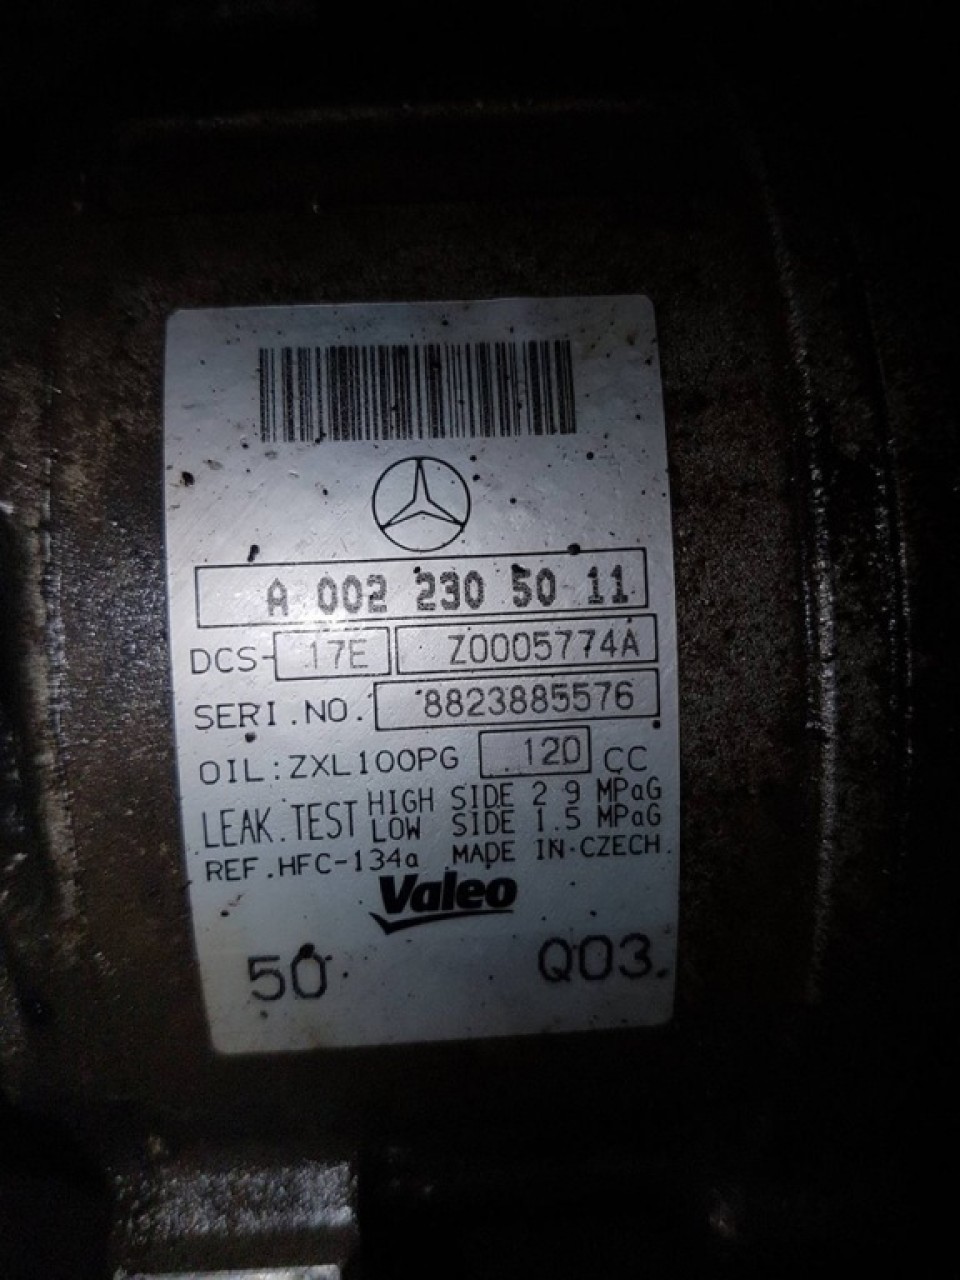 A 002 230 50 11
DCS- 17E Z0005774A
SERI.NO. 8823885576
OIL:ZXL100PG 120 CC
LEAK.TEST HIGH SIDE 2.9 MPaG
LOW SIDE 1.5 MPaG
REF.HFC-134a MADE IN CZECH.
Valeo
50 Q03